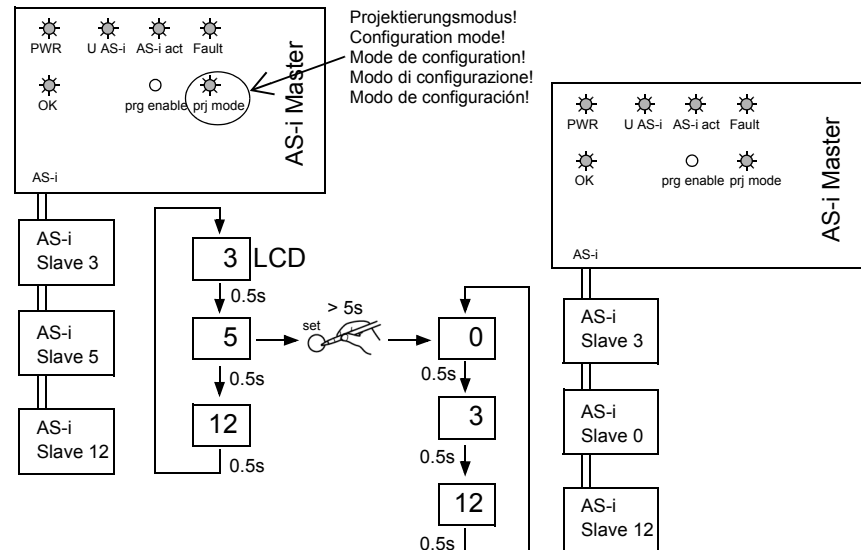 PWR U AS-i AS-i act Fault
OK prg enable prj mode
AS-i Master
AS-i
Projektierungsmodus!
Configuration mode!
Mode de configuration!
Modo di configurazione!
Modo de configuración!
AS-i
Slave 3
AS-i
Slave 5
AS-i
Slave 12
3 LCD
0.5s
5
0.5s
12
0.5s
> 5s
set
0
0.5s
3
0.5s
12
0.5s
PWR U AS-i AS-i act Fault
OK prg enable prj mode
AS-i Master
AS-i
AS-i
Slave 3
AS-i
Slave 0
AS-i
Slave 12